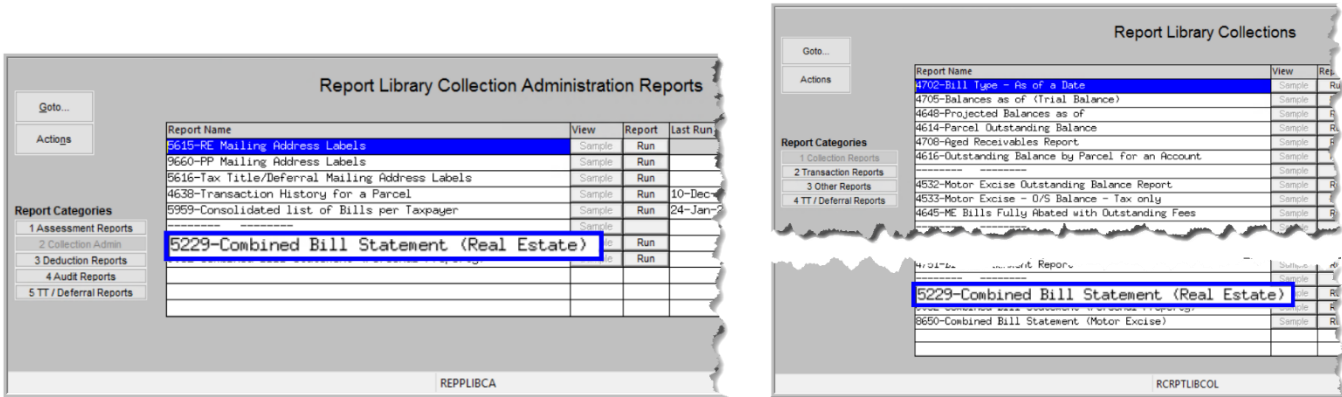 Report Library Collection Administration Reports
Goto...
Actions
Report Name View Report Last Run
5615-RE Mailing Address Labels Sample Run
9660-PP Mailing Address Labels Sample Run
5616-Tax Title/Deferral Mailing Address Labels Sample Run
4638-Transaction History for a Parcel Sample Run 10-Dec-
5959-Consolidated list of Bills per Taxpayer Sample Run 24-Jan-
-------- -------- Sample
5229-Combined Bill Statement (Real Estate) Run
Run
Report Categories
1 Assessment Reports
2 Collection Admin
3 Deduction Reports
4 Audit Reports
5 TT / Deferral Reports
REPPLIBCA
Report Library Collections
Goto...
Actions
Report Name View
4702-Bill Type - As of a Date Sample
4705-Balances as of (Trial Balance) Sample
4648-Projected Balances as of Sample
4614-Parcel Outstanding Balance Sample
4708-Aged Receivables Report Sample
4616-Outstanding Balance by Parcel for an Account Sample
-------- -------- Sample
4532-Motor Excise Outstanding Balance Report Sample
4533-Motor Excise - O/S Balance - Tax only Sample
4645-ME Bills Fully Abated with Outstanding Fees Sample
Report Categories
1 Collection Reports
2 Transaction Reports
3 Other Reports
4 TT / Deferral Reports
-------- -------- Sample
5229-Combined Bill Statement (Real Estate)
8650-Combined Bill Statement (Motor Excise) Sample
RCRPTLIBCOL